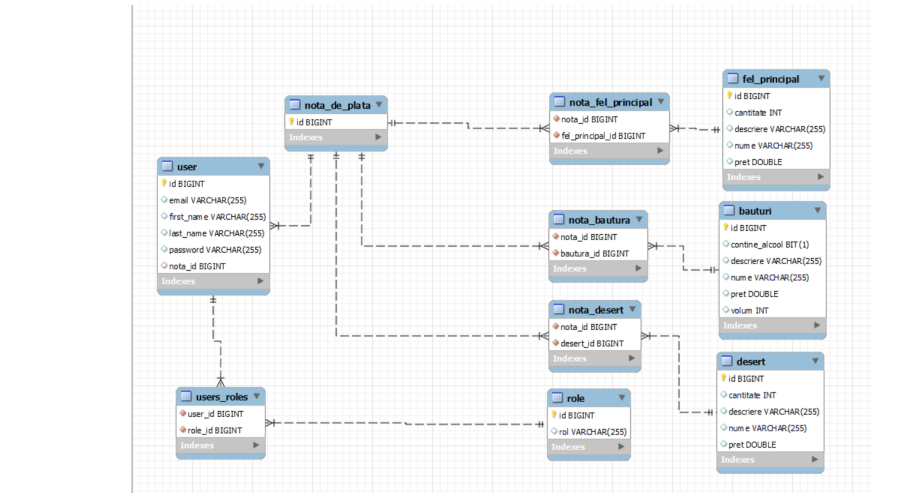 nota_de_plata
id BIGINT
Indexes
user
id BIGINT
email VARCHAR(255)
first_name VARCHAR(255)
last_name VARCHAR(255)
password VARCHAR(255)
nota_id BIGINT
Indexes
users_roles
user_id BIGINT
role_id BIGINT
Indexes
nota_fel_principal
nota_id BIGINT
fel_principal_id BIGINT
Indexes
nota_bautura
nota_id BIGINT
bautura_id BIGINT
Indexes
nota_desert
nota_id BIGINT
desert_id BIGINT
Indexes
role
id BIGINT
rol VARCHAR(255)
Indexes
fel_principal
id BIGINT
cantitate INT
descriere VARCHAR(255)
nume VARCHAR(255)
pret DOUBLE
Indexes
bauturi
id BIGINT
contine_alcool BIT(1)
descriere VARCHAR(255)
nume VARCHAR(255)
pret DOUBLE
volum INT
Indexes
desert
id BIGINT
cantitate INT
descriere VARCHAR(255)
nume VARCHAR(255)
pret DOUBLE
Indexes